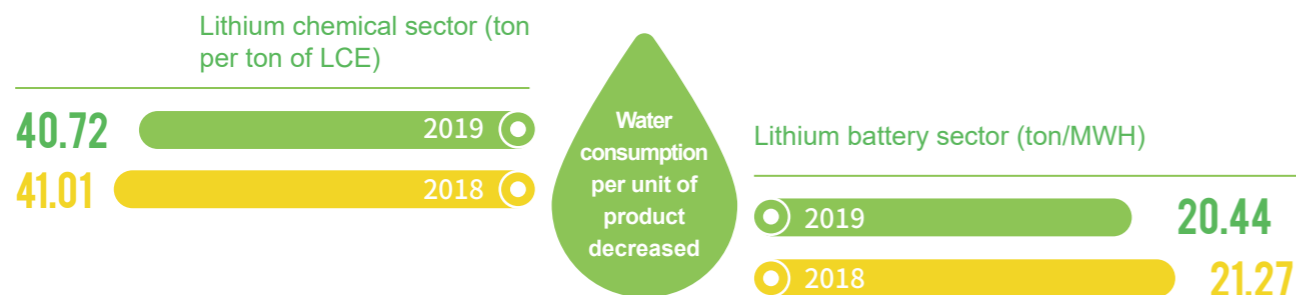 Lithium chemical sector (ton
per ton of LCE)
40.72 2019
41.01 2018
Water
consumption
per unit of
product
decreased
Lithium battery sector (ton/MWH)
2019 20.44
2018 21.27